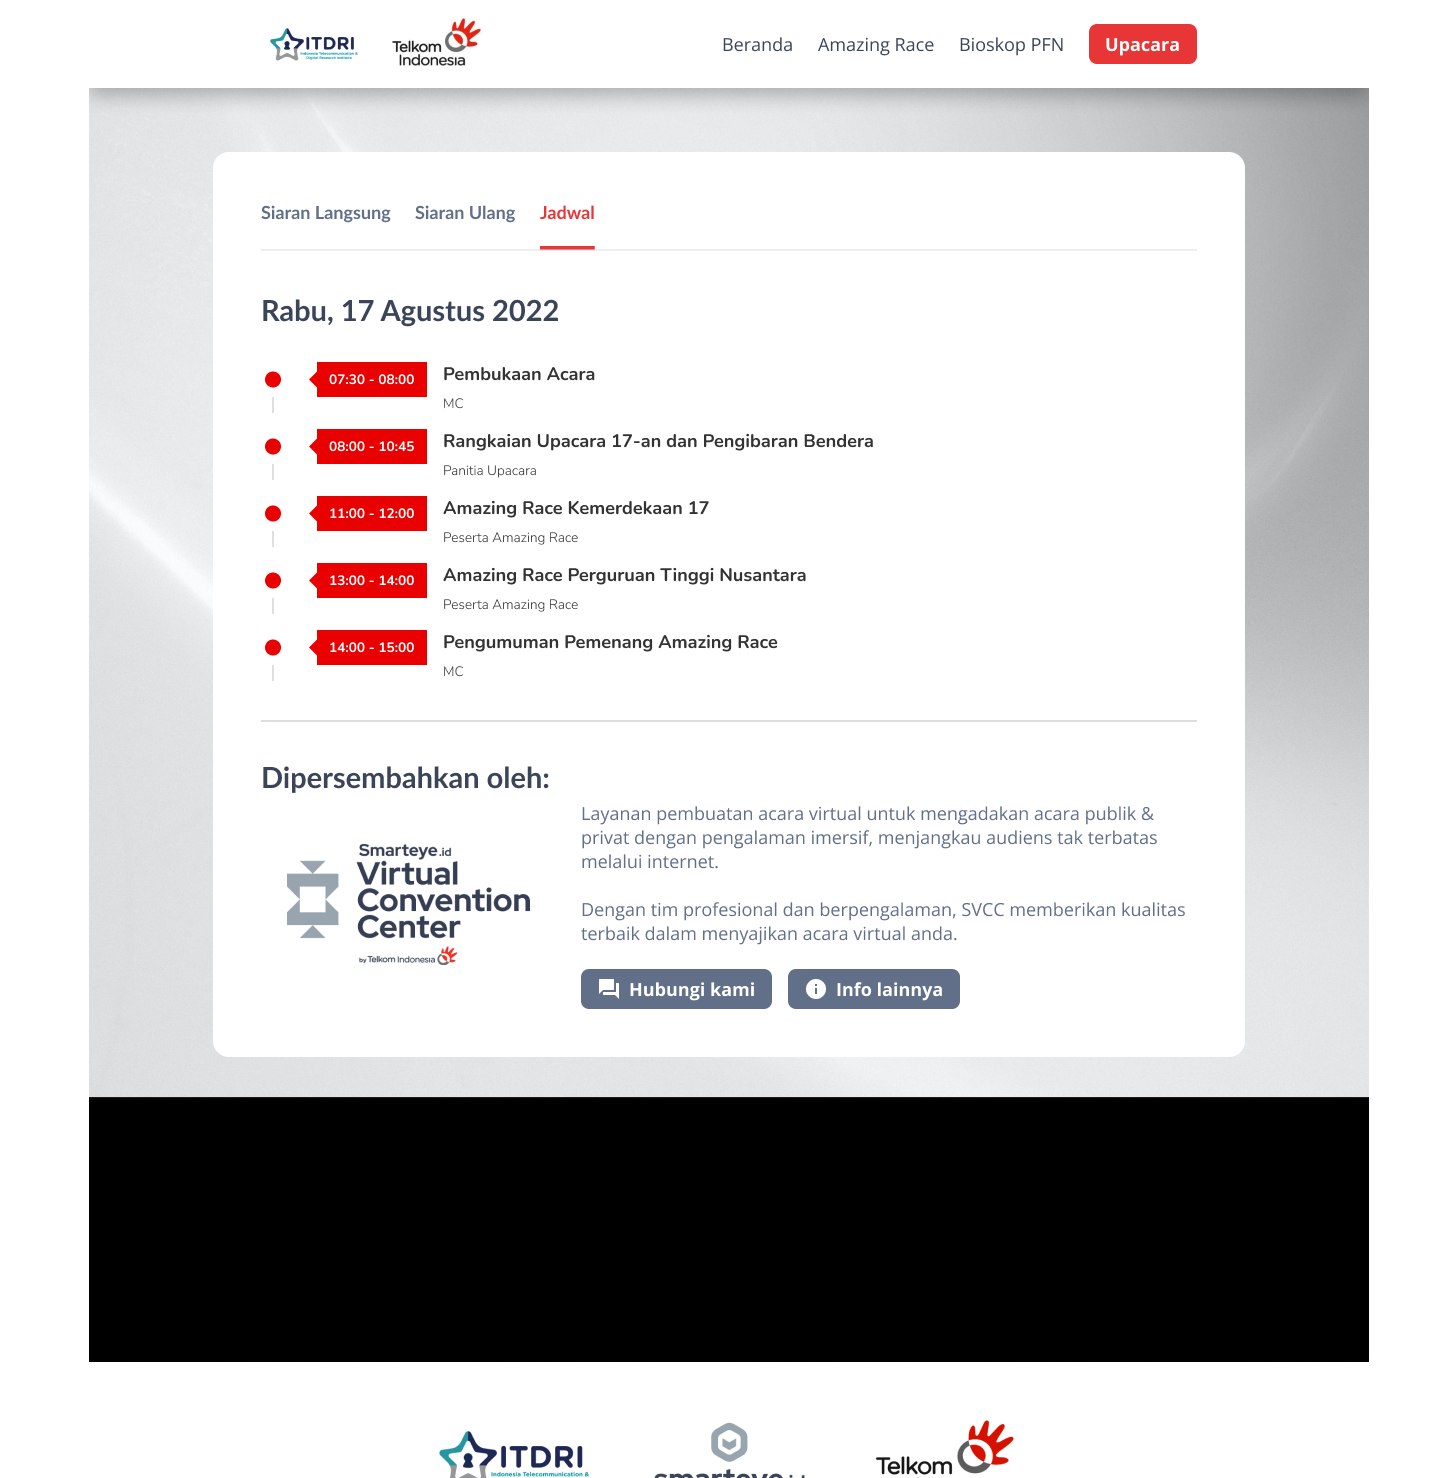 ITDRI
Indonesia Telecommunication &
Digital Research Institute
Telkom
Indonesia
Beranda Amazing Race Bioskop PFN Upacara
Siaran Langsung Siaran Ulang Jadwal
Rabu, 17 Agustus 2022
07:30 - 08:00 Pembukaan Acara
MC
08:00 - 10:45 Rangkaian Upacara 17-an dan Pengibaran Bendera
Panitia Upacara
11:00 - 12:00 Amazing Race Kemerdekaan 17
Peserta Amazing Race
13:00 - 14:00 Amazing Race Perguruan Tinggi Nusantara
Peserta Amazing Race
14:00 - 15:00 Pengumuman Pemenang Amazing Race
MC
Dipersembahkan oleh:
Smarteye.id
Virtual
Convention
Center
by Telkom Indonesia
Layanan pembuatan acara virtual untuk mengadakan acara publik &
privat dengan pengalaman imersif, menjangkau audiens tak terbatas
melalui internet.
Dengan tim profesional dan berpengalaman, SVCC memberikan kualitas
terbaik dalam menyajikan acara virtual anda.
Hubungi kami Info lainnya
ITDRI
Indonesia Telecommunication &
smarteye.id
Telkom